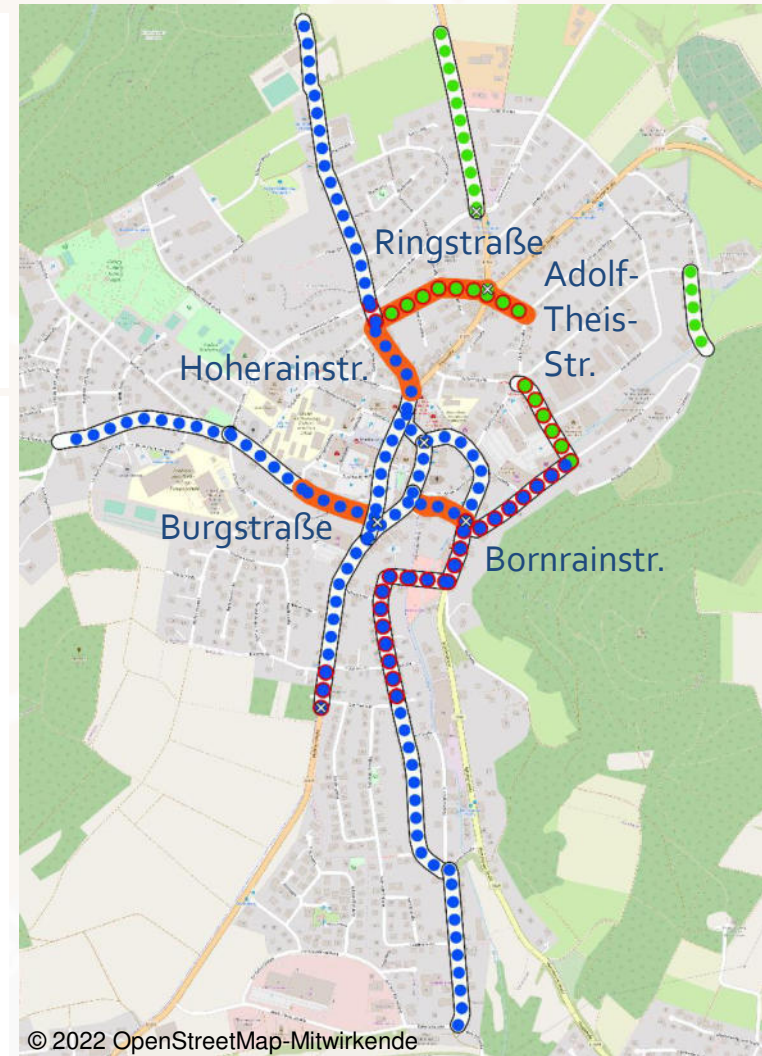 Ringstraße
Adolf-
Theis-
Str.
Hoherainstr.
Burgstraße
Bornrainstr.
© 2022 OpenStreetMap-Mitwirkende